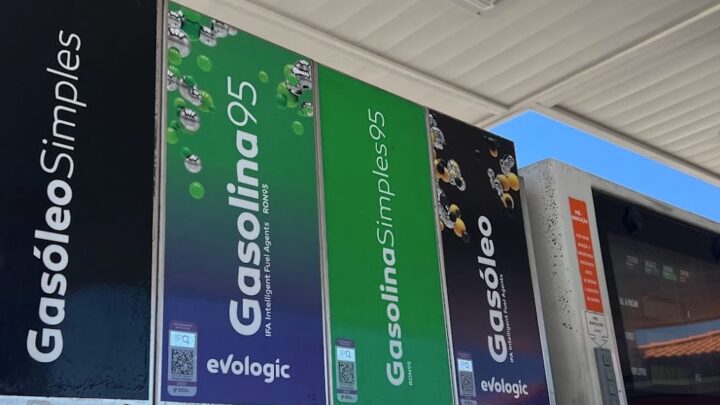 GasóleoSimples
Gasolina95
IFA Intelligent Fuel Agents RON95
evologic
GasolinaSimples95
RON95
Gasóleo
IFA Intelligent Fuel Agents
evologic